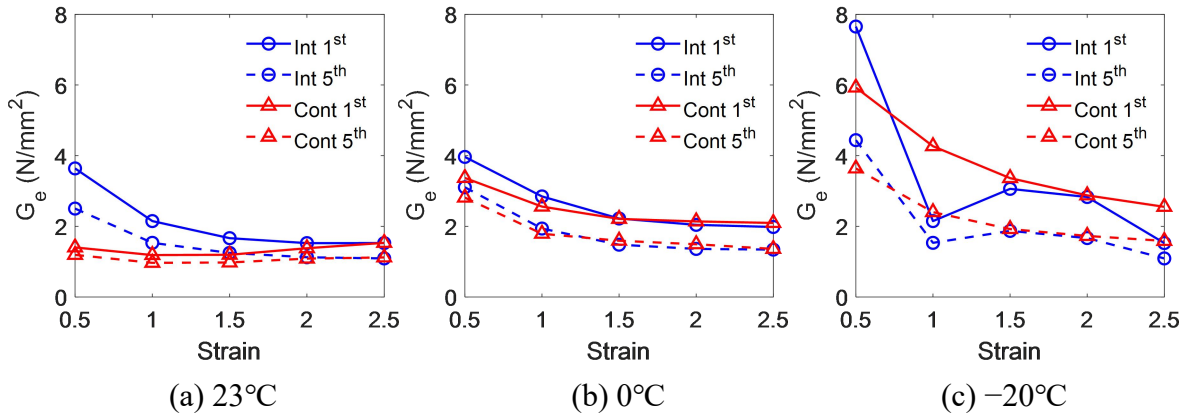 8
6
4
2
0
G_e (N/mm²)
Int 1st
Int 5th
Cont 1st
Cont 5th
0.5 1 1.5 2 2.5
Strain
(a) 23℃
8
6
4
2
0
G_e (N/mm²)
Int 1st
Int 5th
Cont 1st
Cont 5th
0.5 1 1.5 2 2.5
Strain
(b) 0℃
8
6
4
2
0
G_e (N/mm²)
Int 1st
Int 5th
Cont 1st
Cont 5th
0.5 1 1.5 2 2.5
Strain
(c) −20℃